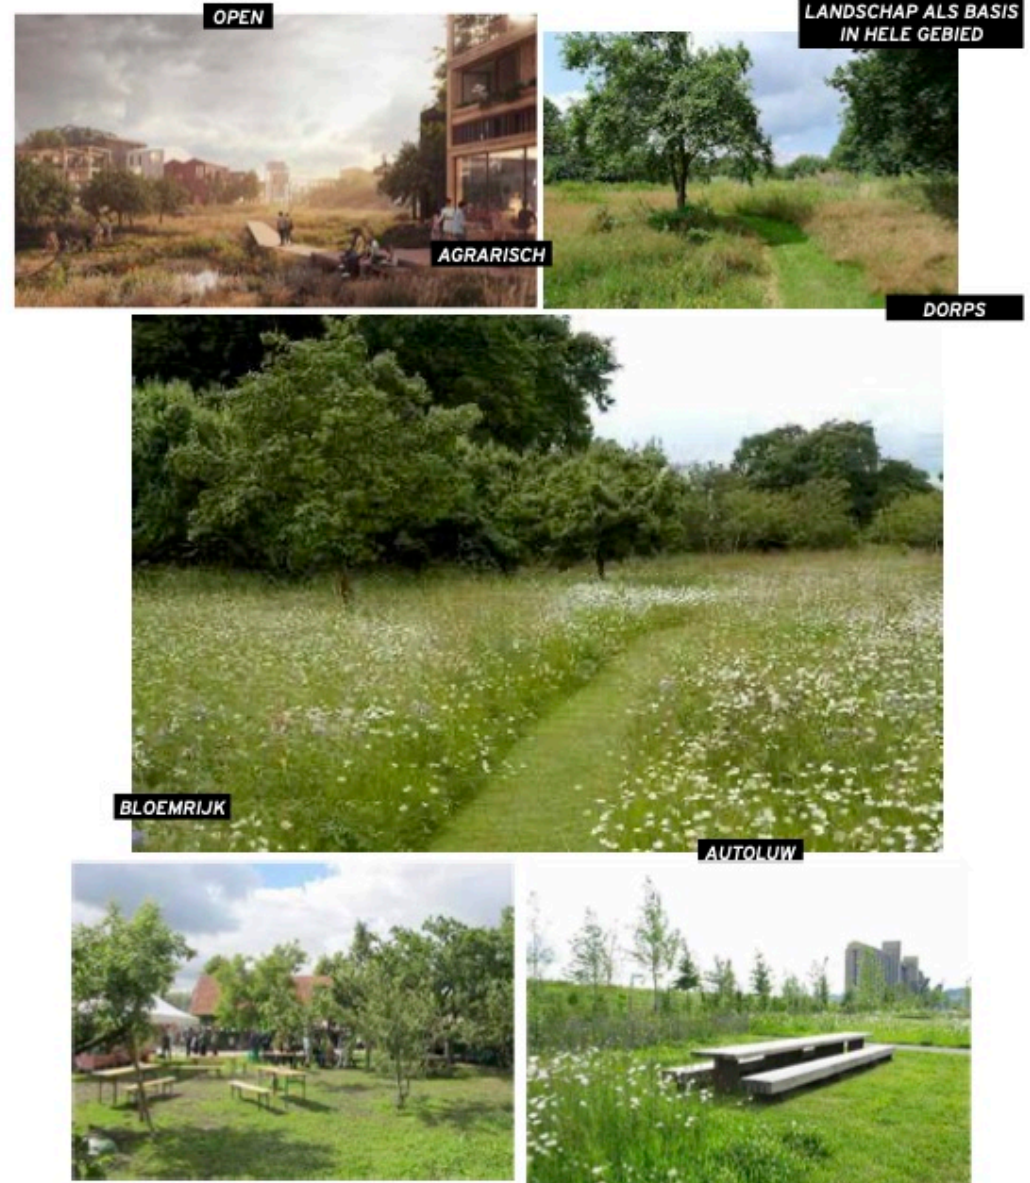 OPEN
LANDSCHAP ALS BASIS
IN HELE GEBIED
AGRARISCH
DORPS
BLOEMRIJK
AUTOLUW